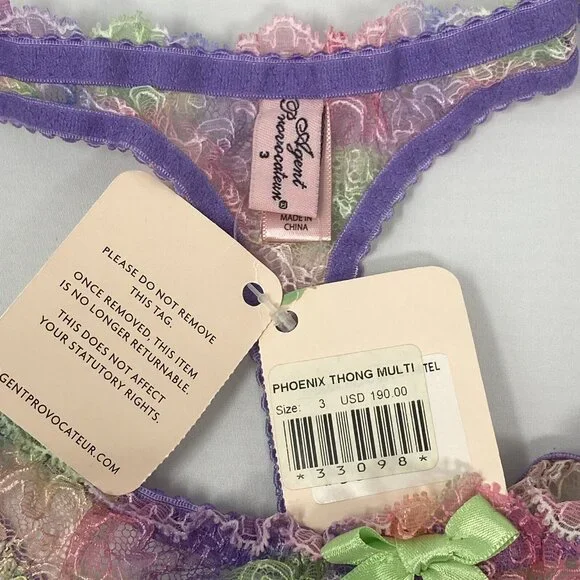 Agent
Provocateur®
3
MADE IN
CHINA
PLEASE DO NOT REMOVE
THIS TAG.
ONCE REMOVED, THIS ITEM
IS NO LONGER RETURNABLE.
THIS DOES NOT AFFECT
YOUR STATUTORY RIGHTS.
GENTPROVOCATEUR.COM
PHOENIX THONG MULTI TEL
Size: 3 USD 190.00
*33098*